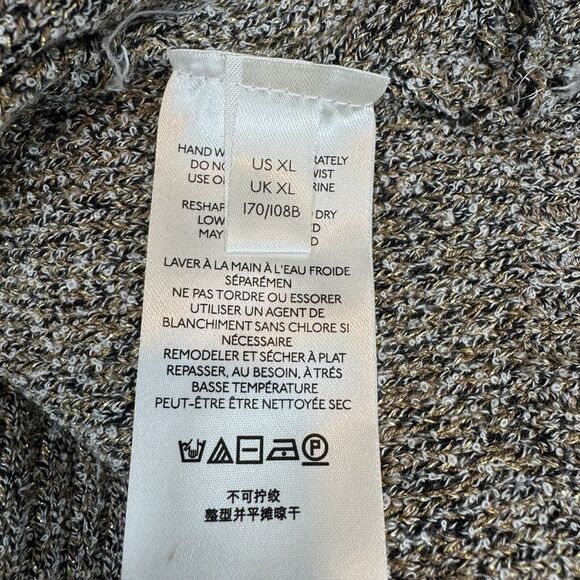 HAND
DO
USE
US XL
UK XL
170/108B
LOW
MAY
DRY
LAVER À LA MAIN À L'EAU FROIDE
SÉPARÉMEN
NE PAS TORDRE OU ESSORER
UTILISER UN AGENT DE
BLANCHIMENT SANS CHLORE SI
NÉCESSAIRE
REMODELER ET SÉCHER À PLAT
REPASSER, AU BESOIN, À TRÉS
BASSE TEMPÉRATURE
PEUT-ÊTRE ÊTRE NETTOYÉE SEC
P
不可拧绞
整型并平摊晾干